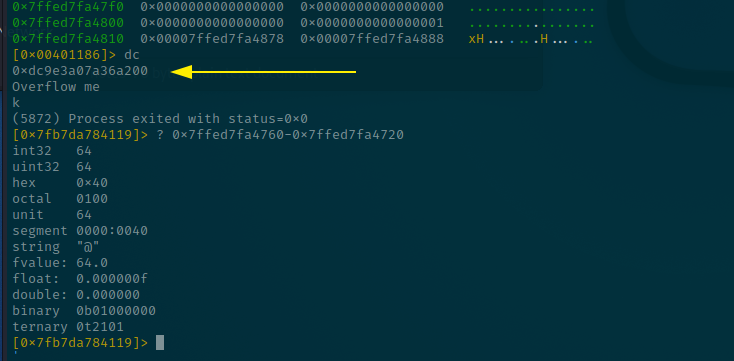 0×7ffed7fa47f0  0×0000000000000000  0×0000000000000000  ................
0×7ffed7fa4800  0×0000000000000000  0×0000000000000001  ................
0×7ffed7fa4810  0×00007ffed7fa4878  0×00007ffed7fa4888  xH.......H......
[0×00401186]> dc
0×dc9e3a07a36a200
Overflow me
k
(5872) Process exited with status=0×0
[0×7fb7da784119]> ? 0×7ffed7fa4760-0×7ffed7fa4720
int32   64
uint32  64
hex     0×40
octal   0100
unit    64
segment 0000:0040
string  "@"
fvalue: 64.0
float:  0.000000f
double: 0.000000
binary  0b01000000
ternary 0t2101
[0×7fb7da784119]>